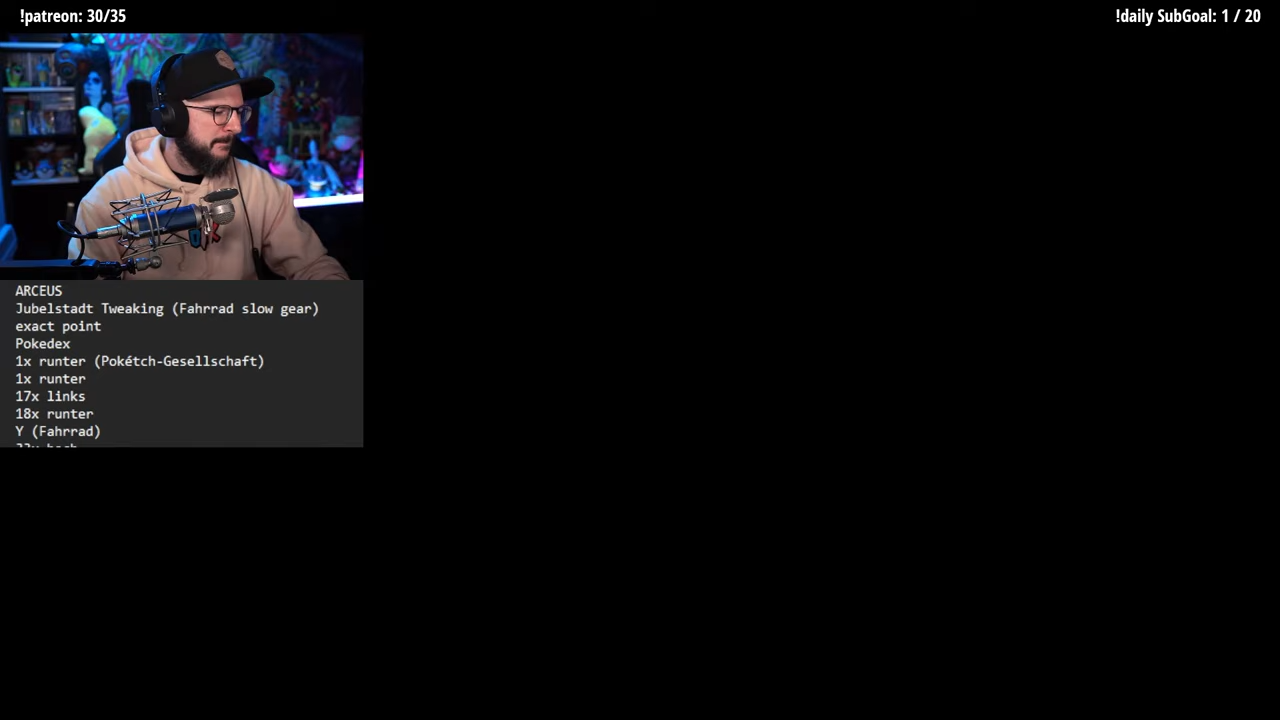 !patreon: 30/35
!daily SubGoal: 1 / 20
ARCEUS
Jubelstadt Tweaking (Fahrrad slow gear)
exact point
Pokedex
1x runter (Pokétch-Gesellschaft)
1x runter
17x links
18x runter
Y (Fahrrad)